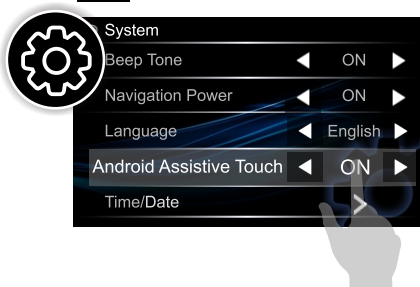 System
Beep Tone ON
Navigation Power ON
Language English
Android Assistive Touch ON
Time/Date